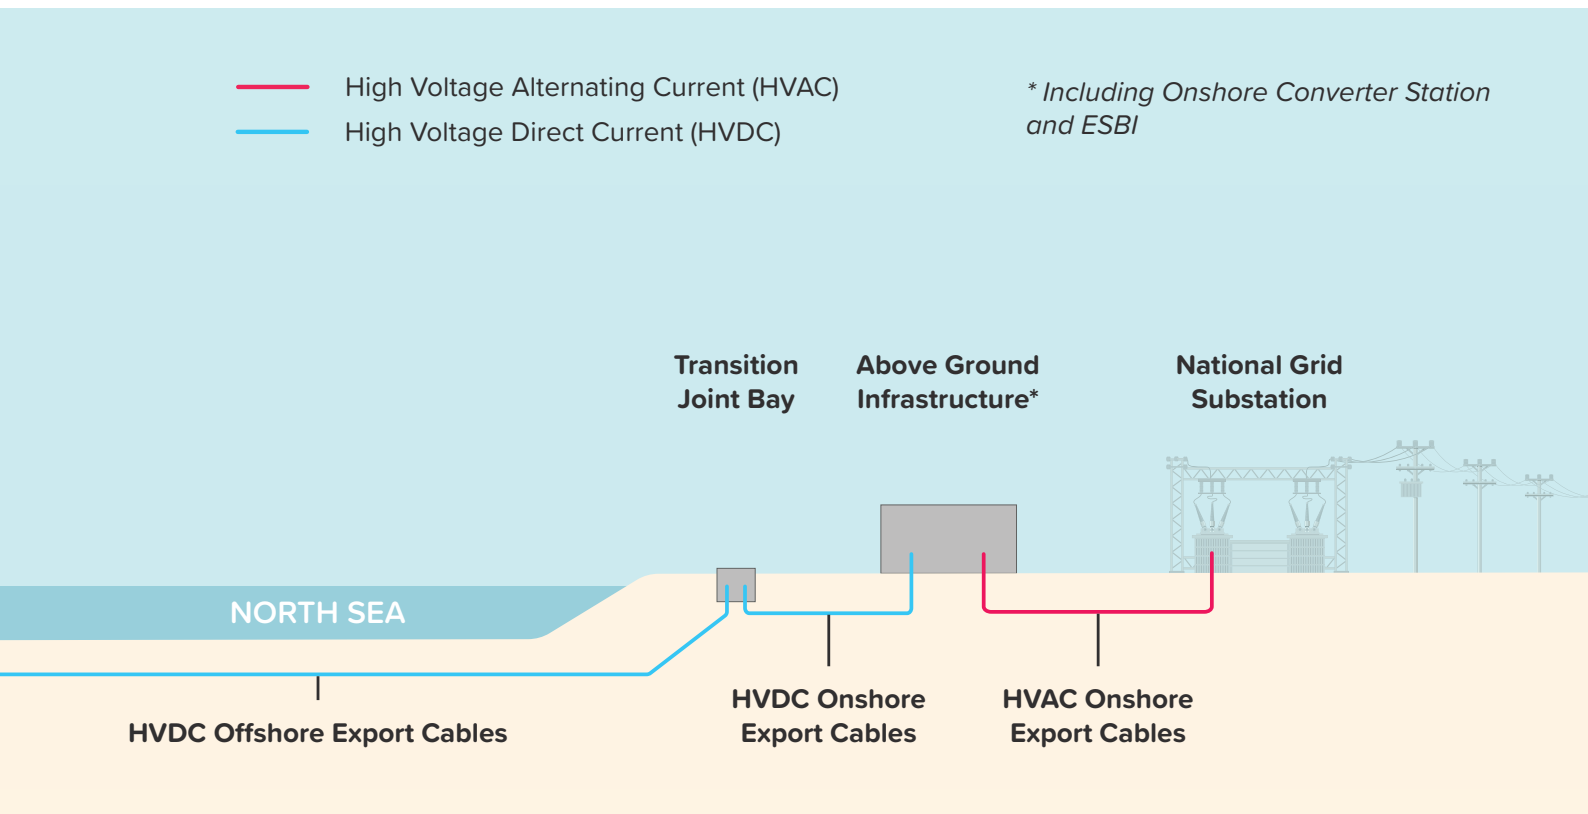 High Voltage Alternating Current (HVAC)
High Voltage Direct Current (HVDC)
* Including Onshore Converter Station
and ESBI
Transition
Joint Bay
Above Ground
Infrastructure*
National Grid
Substation
NORTH SEA
HVDC Offshore Export Cables
HVDC Onshore
Export Cables
HVAC Onshore
Export Cables